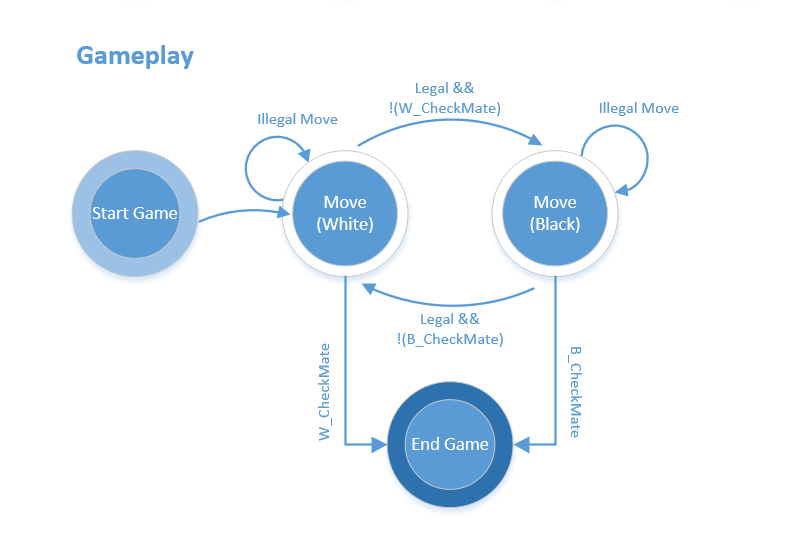 Gameplay
Legal &&
!(W_CheckMate)
Illegal Move
Illegal Move
Start Game
Move
(White)
Move
(Black)
Legal &&
!(B_CheckMate)
W_CheckMate
B_CheckMate
End Game